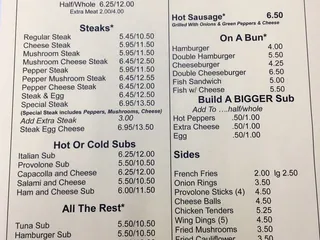 Half/Whole 6.25/12.00
Extra Meat 2.00/4.00
Steaks*
Regular Steak 5.45/10.50
Cheese Steak 5.95/11.50
Mushroom Steak 5.95/11.50
Mushroom Cheese Steak 6.45/12.50
Pepper Steak 5.95/11.50
Pepper Mushroom Steak 6.45/12.55
Pepper Cheese Steak 6.45/12.50
Steak & Egg 6.45/12.50
Special Steak 6.95/13.50
(Special Steak includes Peppers, Mushrooms, Cheese)
Add Extra Steak 3.00
Steak Egg Cheese 6.95/13.50
Hot Or Cold Subs
Italian Sub 6.25/12.00
Provolone Sub 5.50/10.50
Capacolla and Cheese 6.25/12.00
Salami and Cheese 5.50/10.50
Ham and Cheese Sub 6.00/11.50
All The Rest*
Tuna Sub 5.50/10.50
Hamburger Sub 5.50/10.50
Hot Sausage* 6.50
Grilled With Onions & Green Peppers & Cheese
On A Bun*
Hamburger 4.00
Double Hamburger 5.50
Cheeseburger 4.25
Double Cheeseburger 6.50
Fish Sandwich 5.00
Fish w/ Cheese 5.50
Build A BIGGER Sub
Add To ....half/whole
Hot Peppers .50/1.00
Extra Cheese .50/1.00
Egg .50/1.00
Sides
French Fries 2.00 lg 2.50
Onion Rings 3.50
Provolone Sticks (4) 4.50
Cheese Balls 4.50
Chicken Tenders 5.25
Wing Dings (5) 4.50
Fried Mushrooms 3.50
Fried Cauliflower 3.50